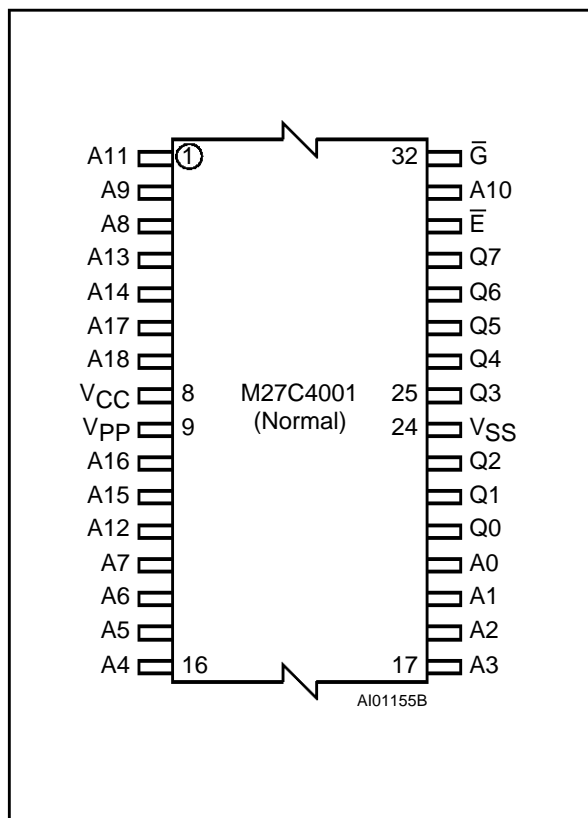 A11 1 32 G̅
A9 A10
A8 E̅
A13 Q7
A14 Q6
A17 Q5
A18 Q4
VCC 8 M27C4001 25 Q3
VPP 9 (Normal) 24 VSS
A16 Q2
A15 Q1
A12 Q0
A7 A0
A6 A1
A5 A2
A4 16 17 A3
AI01155B